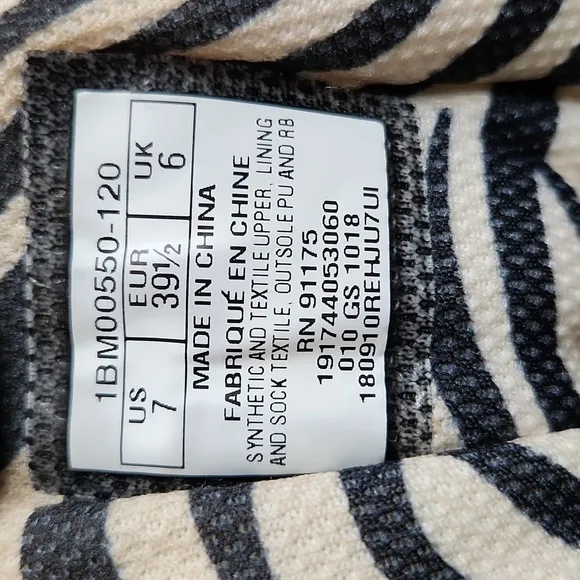 1BM00550-120
US EUR UK
7 39½ 6
MADE IN CHINA
FABRIQUÉ EN CHINE
SYNTHETIC AND TEXTILE UPPER, LINING
AND SOCK TEXTILE, OUTSOLE PU AND RB
RN 91175
191744053060
010 GS 1018
180910REHJU7UI